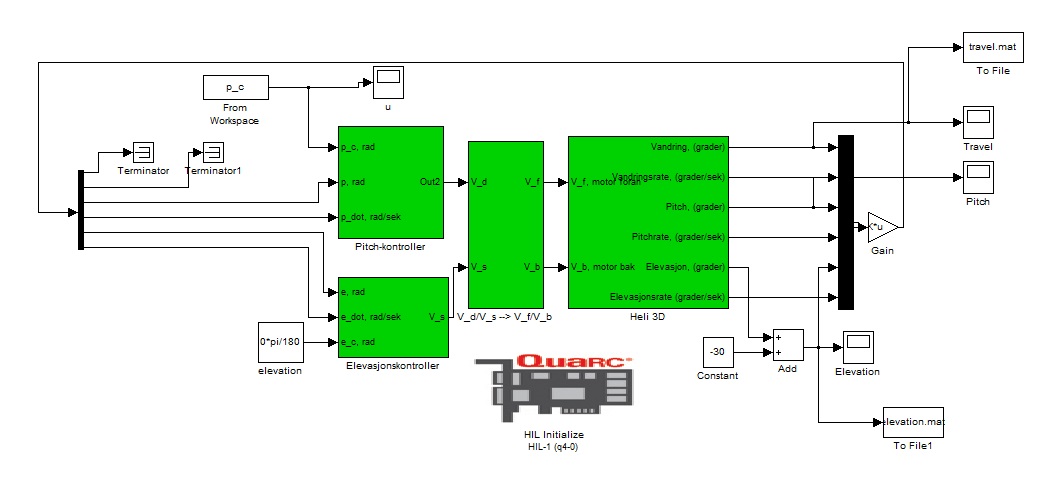 travel.mat
To File
p_c
From
Workspace
u
Terminator
Terminator1
p_c, rad
p, rad
p_dot, rad/sek
Out2
Pitch-kontroller
V_d
V_s
V_f
V_b
V_d/V_s --> V_f/V_b
V_f, motor foran
V_b, motor bak
Vandring, (grader)
Vandringsrate, (grader/sek)
Pitch, (grader)
Pitchrate, (grader/sek)
Elevasjon, (grader)
Elevasjonsrate (grader/sek)
Heli 3D
Travel
Pitch
K*u
Gain
e, rad
e_dot, rad/sek
e_c, rad
V_s
Elevasjonskontroller
0*pi/180
elevation
-30
Constant
+
+
Add
Elevation
elevation.mat
To File1
QUARC
HIL Initialize
HIL-1 (q4-0)